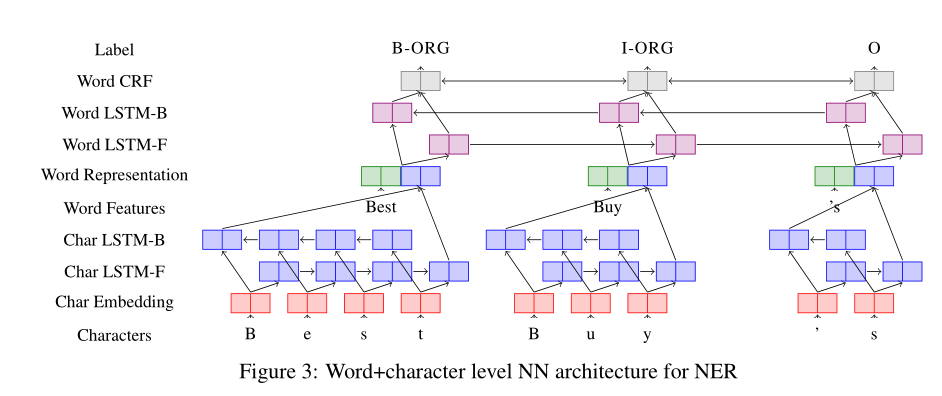 Label B-ORG I-ORG O
Word CRF
Word LSTM-B
Word LSTM-F
Word Representation
Word Features Best Buy 's
Char LSTM-B
Char LSTM-F
Char Embedding
Characters B e s t B u y ' s
Figure 3: Word+character level NN architecture for NER